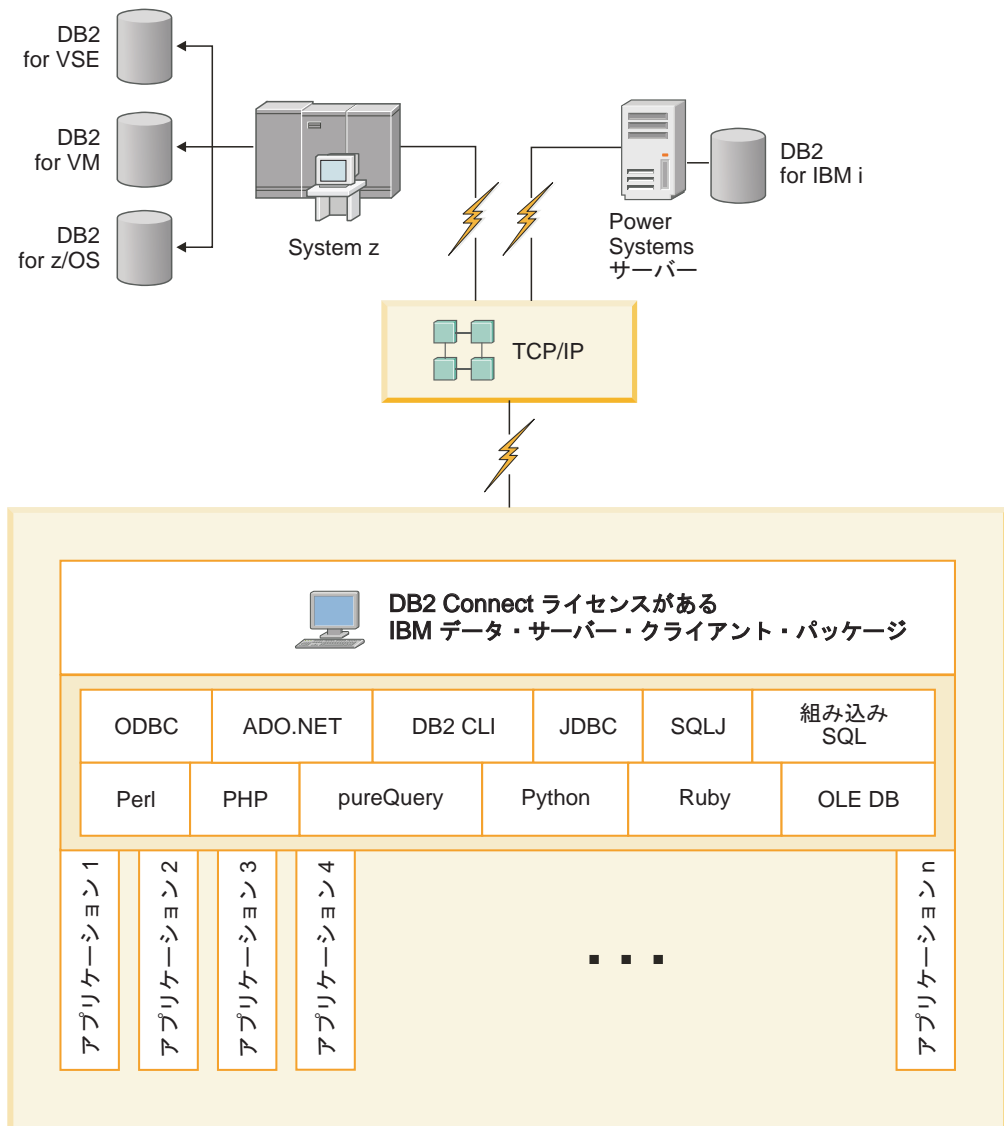 DB2
for VSE
DB2
for VM
DB2
for z/OS
System z
Power
Systems
サーバー
DB2
for IBM i
TCP/IP
DB2 Connect ライセンスがある
IBM データ・サーバー・クライアント・パッケージ
ODBC
ADO.NET
DB2 CLI
JDBC
SQLJ
組み込み
SQL
Perl
PHP
pureQuery
Python
Ruby
OLE DB
アプリケーション 1
アプリケーション 2
アプリケーション 3
アプリケーション 4
. . .
アプリケーション n